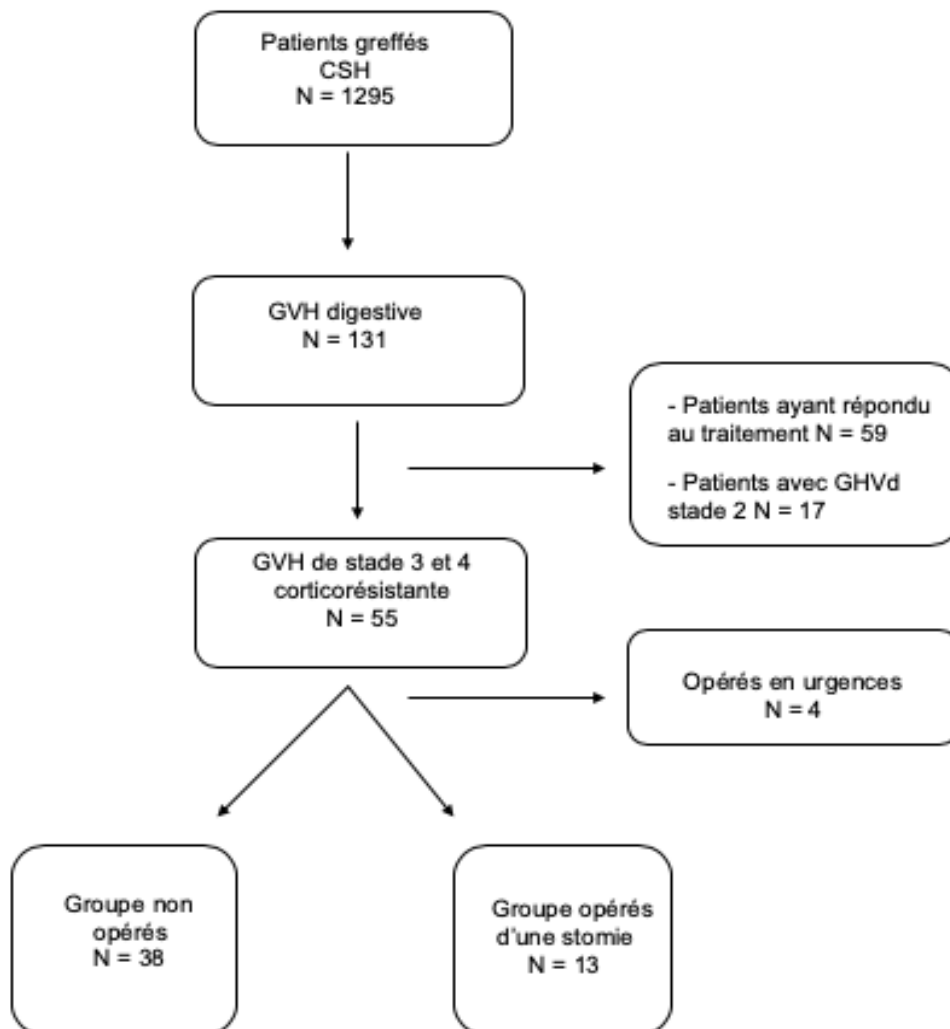 Patients greffés
CSH
N = 1295
GVH digestive
N = 131
- Patients ayant répondu
au traitement N = 59
- Patients avec GHVd
stade 2 N = 17
GVH de stade 3 et 4
corticorésistante
N = 55
Opérés en urgences
N = 4
Groupe non
opérés
N = 38
Groupe opérés
d'une stomie
N = 13